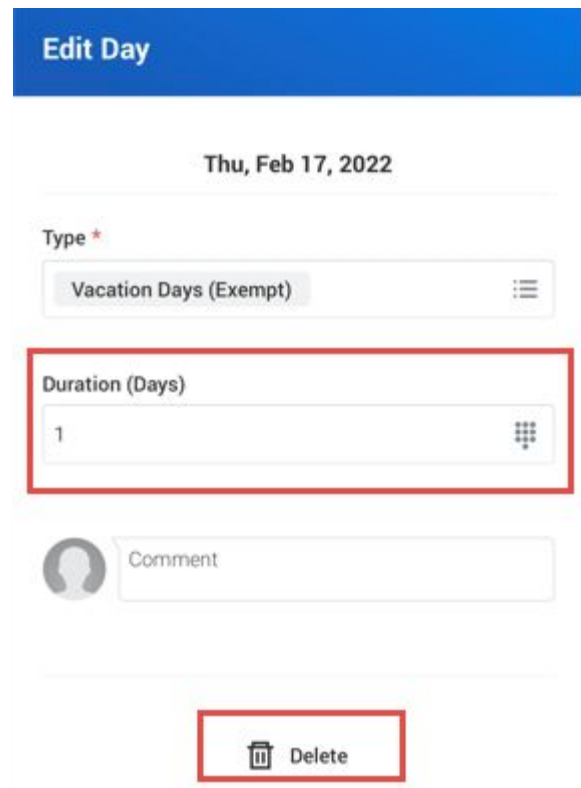 Edit Day
Thu, Feb 17, 2022
Type *
Vacation Days (Exempt)
Duration (Days)
1
Comment
Delete